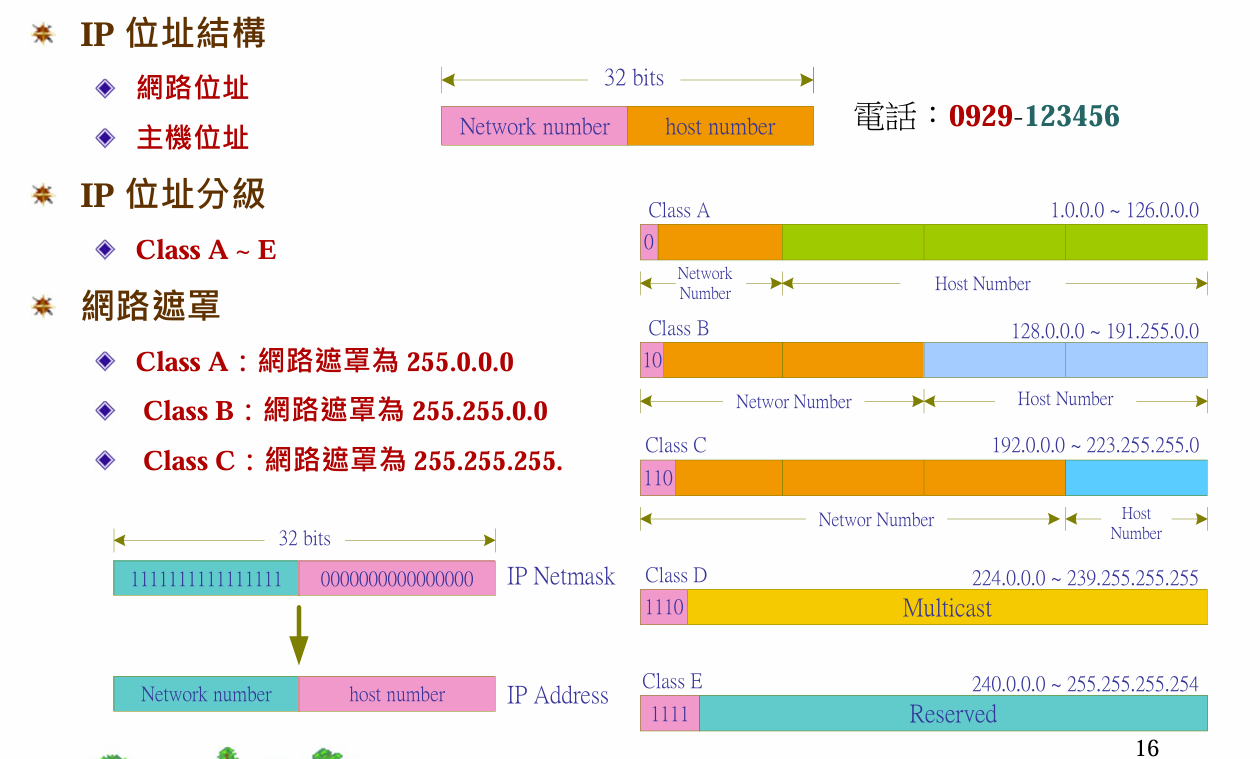 IP 位址結構
網路位址
主機位址
IP 位址分級
Class A ~ E
網路遮罩
Class A：網路遮罩為 255.0.0.0
Class B：網路遮罩為 255.255.0.0
Class C：網路遮罩為 255.255.255.
32 bits
Network number host number
電話：0929-123456
Class A 1.0.0.0 ~ 126.0.0.0
0
Network
Number
Host Number
Class B 128.0.0.0 ~ 191.255.0.0
10
Networ Number Host Number
Class C 192.0.0.0 ~ 223.255.255.0
110
Networ Number
Host
Number
Class D 224.0.0.0 ~ 239.255.255.255
1110 Multicast
Class E 240.0.0.0 ~ 255.255.255.254
1111 Reserved
32 bits
1111111111111111 0000000000000000 IP Netmask
Network number host number IP Address
16